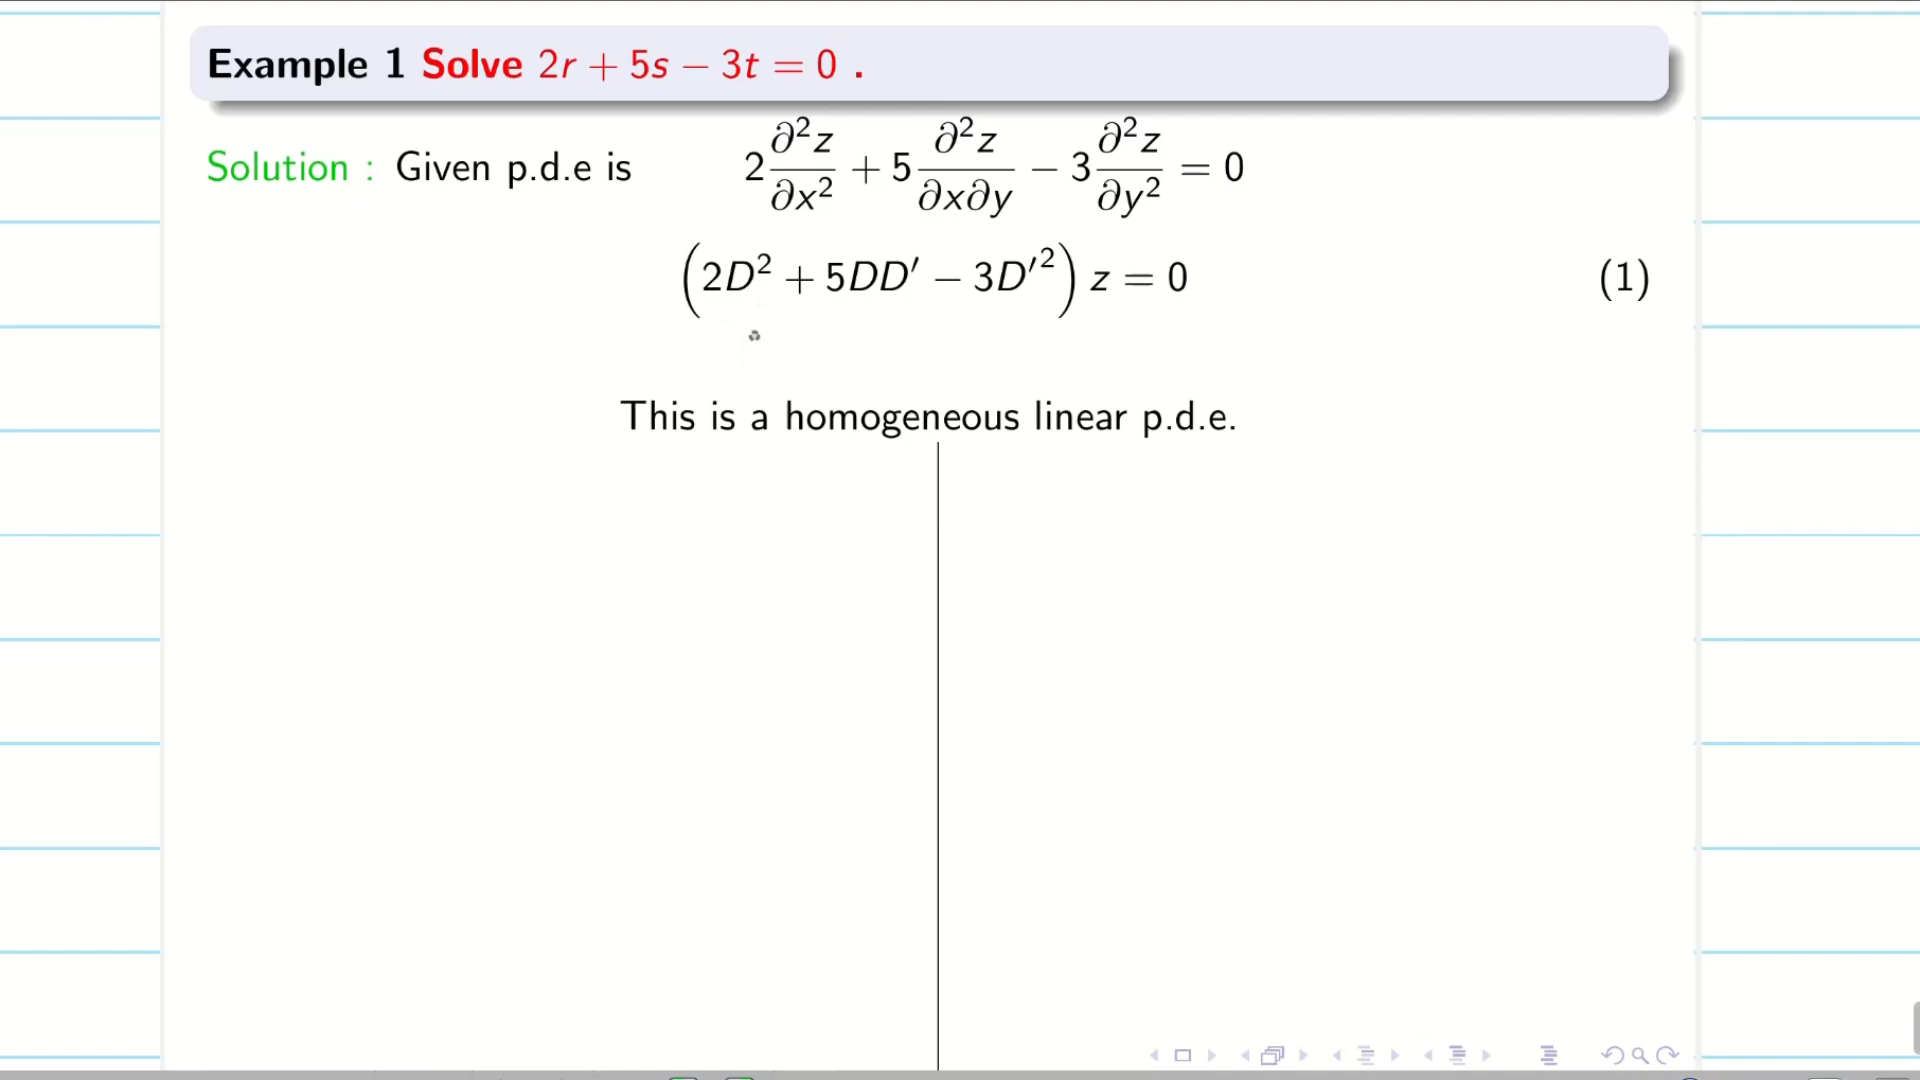 Example 1 Solve 2r + 5s − 3t = 0 .
Solution : Given p.d.e is 2 ∂²z/∂x² + 5 ∂²z/∂x∂y − 3 ∂²z/∂y² = 0
(2D² + 5DD′ − 3D′²) z = 0 (1)
This is a homogeneous linear p.d.e.